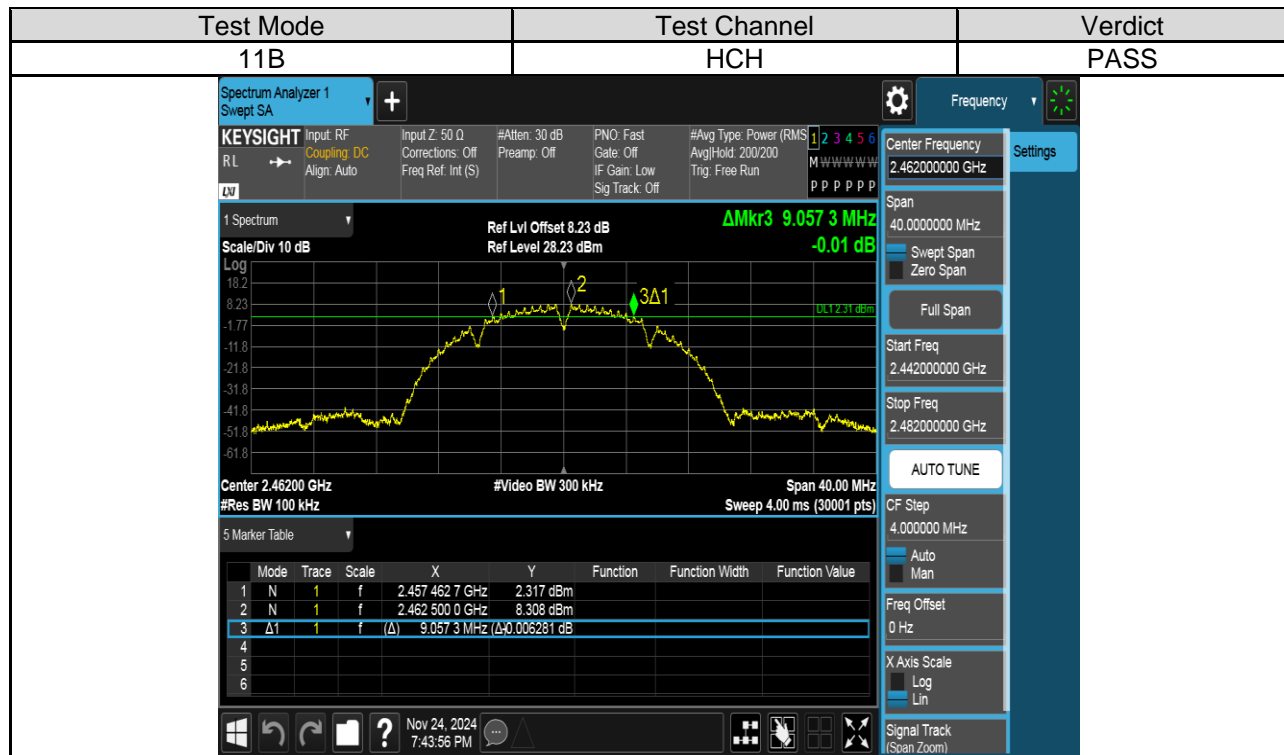 Test Mode Test Channel Verdict
11B HCH PASS
Spectrum Analyzer 1
Swept SA
Frequency
KEYSIGHT
RL
LXI
Input: RF
Coupling: DC
Align: Auto
Input Z: 50 Ω
Corrections: Off
Freq Ref: Int (S)
#Atten: 30 dB
Preamp: Off
PNO: Fast
Gate: Off
IF Gain: Low
Sig Track: Off
#Avg Type: Power (RMS
Avg|Hold: 200/200
Trig: Free Run
1 2 3 4 5 6
M W W W W W
P P P P P P
1 Spectrum
Scale/Div 10 dB
Ref Lvl Offset 8.23 dB
Ref Level 28.23 dBm
ΔMkr3 9.057 3 MHz
-0.01 dB
Log
18.2
8.23
-1.77
-11.8
-21.8
-31.8
-41.8
-51.8
-61.8
1
2
3Δ1
DL1 2.31 dBm
Center 2.46200 GHz #Video BW 300 kHz Span 40.00 MHz
#Res BW 100 kHz Sweep 4.00 ms (30001 pts)
5 Marker Table
Mode Trace Scale X Y Function Function Width Function Value
1 N 1 f 2.457 462 7 GHz 2.317 dBm
2 N 1 f 2.462 500 0 GHz 8.308 dBm
3 Δ1 1 f (Δ) 9.057 3 MHz (Δ) -0.006281 dB
4
5
6
Nov 24, 2024
7:43:56 PM
Center Frequency
2.462000000 GHz
Settings
Span
40.0000000 MHz
Swept Span
Zero Span
Full Span
Start Freq
2.442000000 GHz
Stop Freq
2.482000000 GHz
AUTO TUNE
CF Step
4.000000 MHz
Auto
Man
Freq Offset
0 Hz
X Axis Scale
Log
Lin
Signal Track
(Span Zoom)